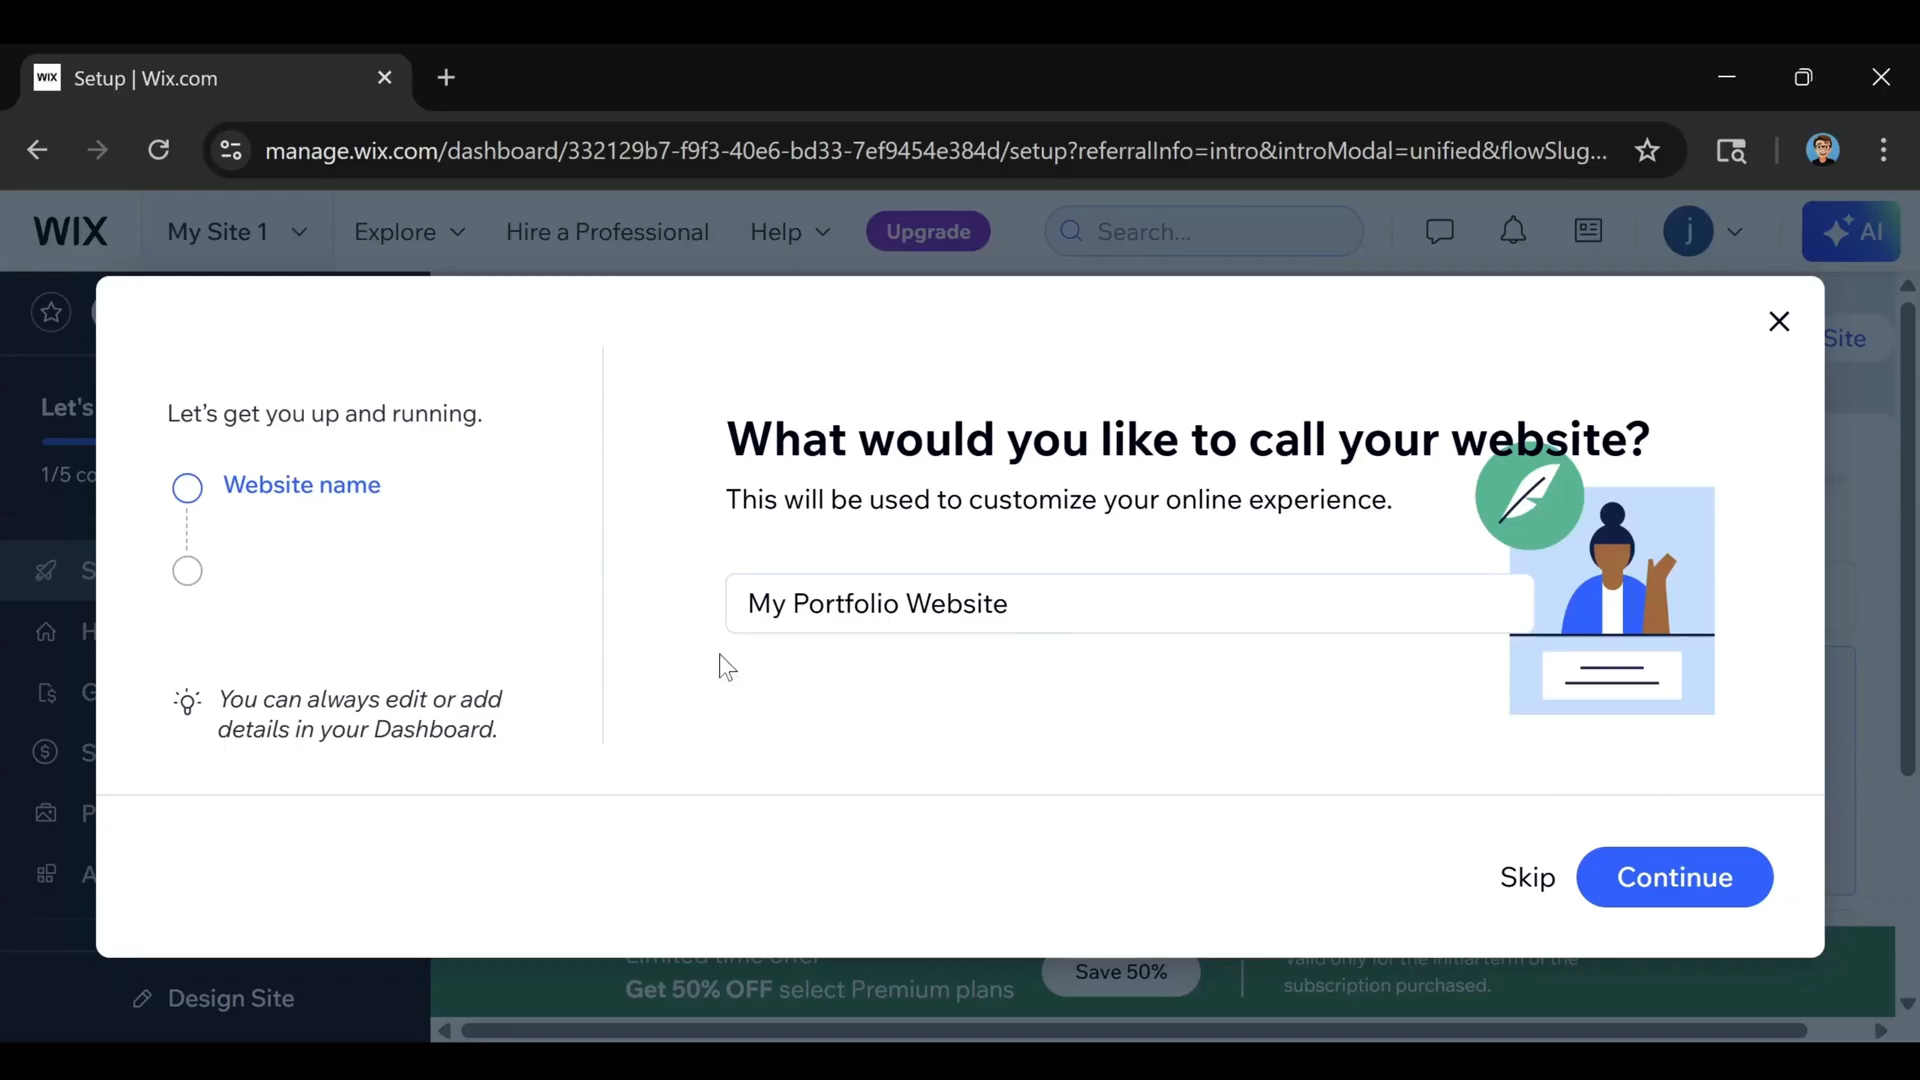 WIX Setup | Wix.com
manage.wix.com/dashboard/332129b7-f9f3-40e6-bd33-7ef9454e384d/setup?referralInfo=intro&introModal=unified&flowSlug...
WIX My Site 1 Explore Hire a Professional Help Upgrade Search... j AI
Site
Let's
1/5 co
S
H
G
S
P
A
Let’s get you up and running.
Website name
You can always edit or add
details in your Dashboard.
What would you like to call your website?
This will be used to customize your online experience.
My Portfolio Website
Skip Continue
Design Site
Limited time offer
Get 50% OFF select Premium plans
Save 50%
valid only for the initial term of the
subscription purchased.